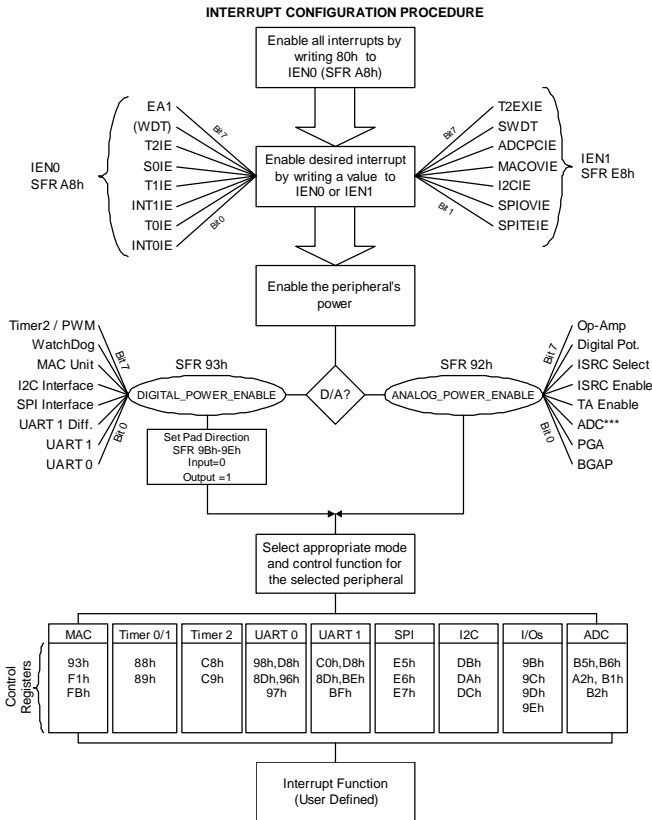 INTERRUPT CONFIGURATION PROCEDURE
Enable all interrupts by
writing 80h to
IEN0 (SFR A8h)
IEN0
SFR A8h
EA1
(WDT)
T2IE
S0IE
T1IE
INT1IE
T0IE
INT0IE
Bit 7
Bit 0
Enable desired interrupt
by writing a value to
IEN0 or IEN1
Bit 7
Bit 1
T2EXIE
SWDT
ADCPCIE
MACOVIE
I2CIE
SPIOVIE
SPITEIE
IEN1
SFR E8h
Enable the peripheral's
power
Timer2 / PWM
WatchDog
MAC Unit
I2C Interface
SPI Interface
UART 1 Diff.
UART 1
UART 0
Bit 7
Bit 0
SFR 93h
DIGITAL_POWER_ENABLE
D/A?
SFR 92h
ANALOG_POWER_ENABLE
Bit 7
Bit 0
Op-Amp
Digital Pot.
ISRC Select
ISRC Enable
TA Enable
ADC***
PGA
BGAP
Set Pad Direction
SFR 9Bh-9Eh
Input=0
Output =1
Select appropriate mode
and control function for
the selected peripheral
Control
Registers
MAC
93h
F1h
FBh
Timer 0/1
88h
89h
Timer 2
C8h
C9h
UART 0
98h,D8h
8Dh,96h
97h
UART 1
C0h,D8h
8Dh,BEh
BFh
SPI
E5h
E6h
E7h
I2C
DBh
DAh
DCh
I/Os
9Bh
9Ch
9Dh
9Eh
ADC
B5h,B6h
A2h, B1h
B2h
Interrupt Function
(User Defined)